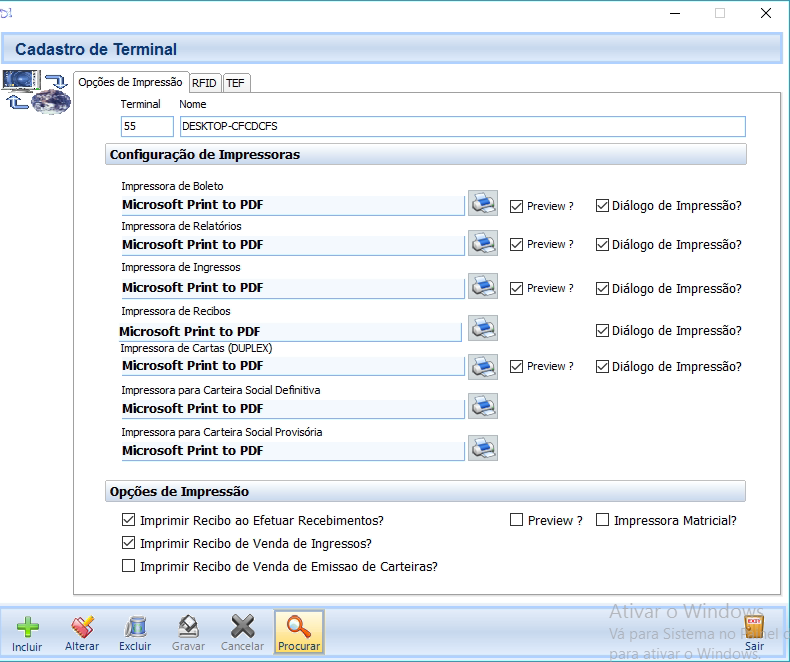 Cadastro de Terminal
Opções de Impressão RFID TEF
Terminal Nome
55 DESKTOP-CFCDCFS
Configuração de Impressoras
Impressora de Boleto
Microsoft Print to PDF Preview ? Diálogo de Impressão?
Impressora de Relatórios
Microsoft Print to PDF Preview ? Diálogo de Impressão?
Impressora de Ingressos
Microsoft Print to PDF Preview ? Diálogo de Impressão?
Impressora de Recibos
Microsoft Print to PDF Diálogo de Impressão?
Impressora de Cartas (DUPLEX)
Microsoft Print to PDF Preview ? Diálogo de Impressão?
Impressora para Carteira Social Definitiva
Microsoft Print to PDF
Impressora para Carteira Social Provisória
Microsoft Print to PDF
Opções de Impressão
Imprimir Recibo ao Efetuar Recebimentos? Preview ? Impressora Matricial?
Imprimir Recibo de Venda de Ingressos?
Imprimir Recibo de Venda de Emissao de Carteiras?
Ativar o Windows
Vá para Sistema no Painel
para ativar o Windows.
Incluir Alterar Excluir Gravar Cancelar Procurar EXIT Sair